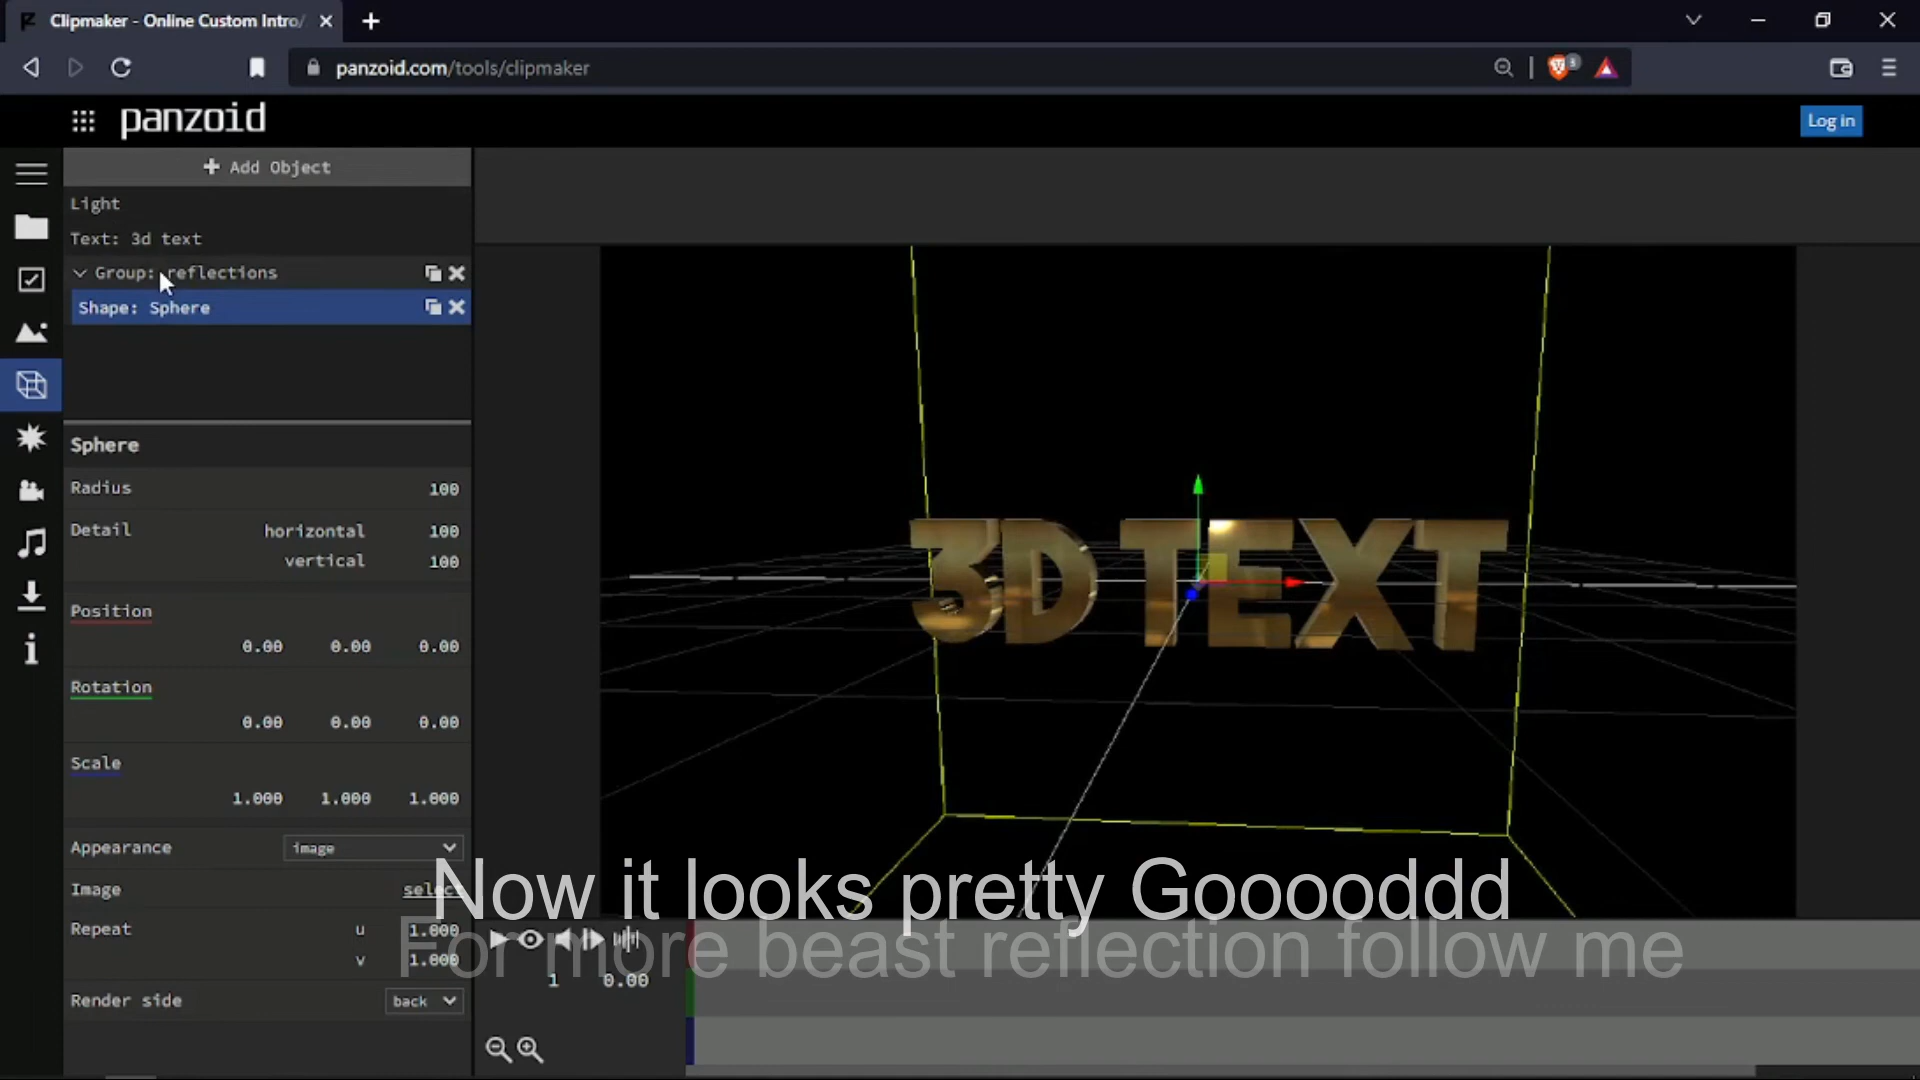 Clipmaker - Online Custom Intro/
panzoid.com/tools/clipmaker
3
panzoid
Log in
Add Object
Light
Text: 3d text
Group: reflections
Shape: Sphere
Sphere
Radius 100
Detail horizontal 100
vertical 100
Position
0.00 0.00 0.00
Rotation
0.00 0.00 0.00
Scale
1.000 1.000 1.000
Appearance image
Image select
Repeat u 1.000
v 1.000
Render side back
3D TEXT
Now it looks pretty Goooodddd
For more beast reflection follow me
1 0.00